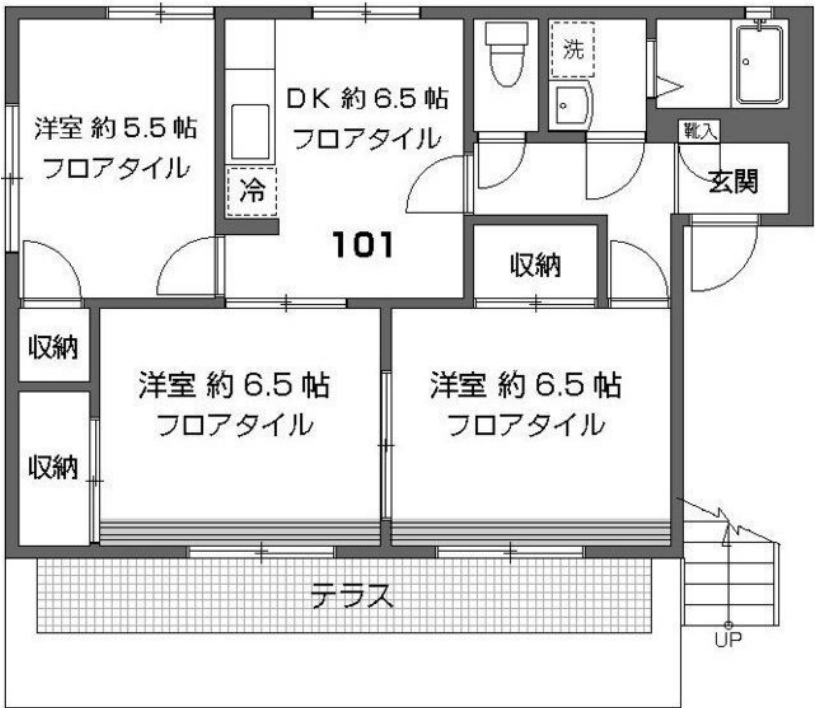 洋室 約 5.5 帖
フロアタイル
DK 約 6.5 帖
フロアタイル
冷
101
洗
靴入
玄関
収納
収納
収納
洋室 約 6.5 帖
フロアタイル
洋室 約 6.5 帖
フロアタイル
テラス
UP